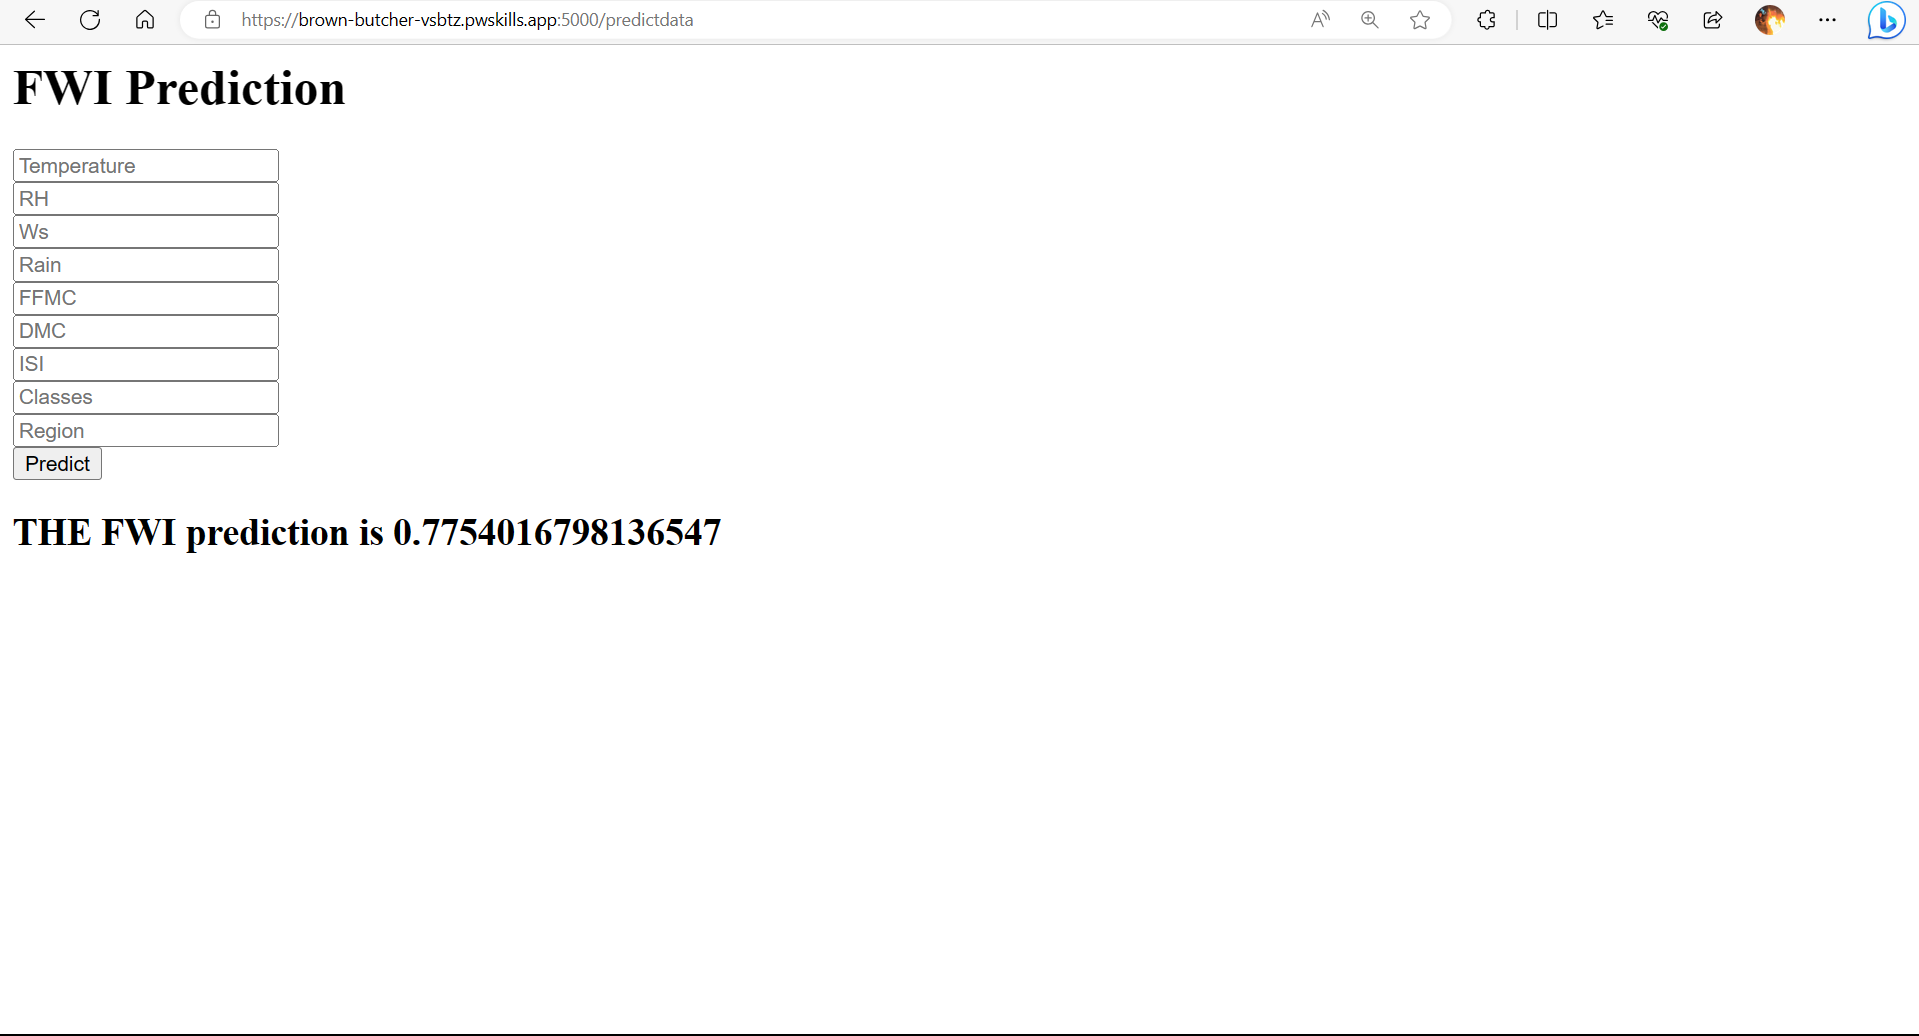 https://brown-butcher-vsbtz.pwskills.app:5000/predictdata
FWI Prediction
Temperature
RH
Ws
Rain
FFMC
DMC
ISI
Classes
Region
Predict
THE FWI prediction is 0.7754016798136547